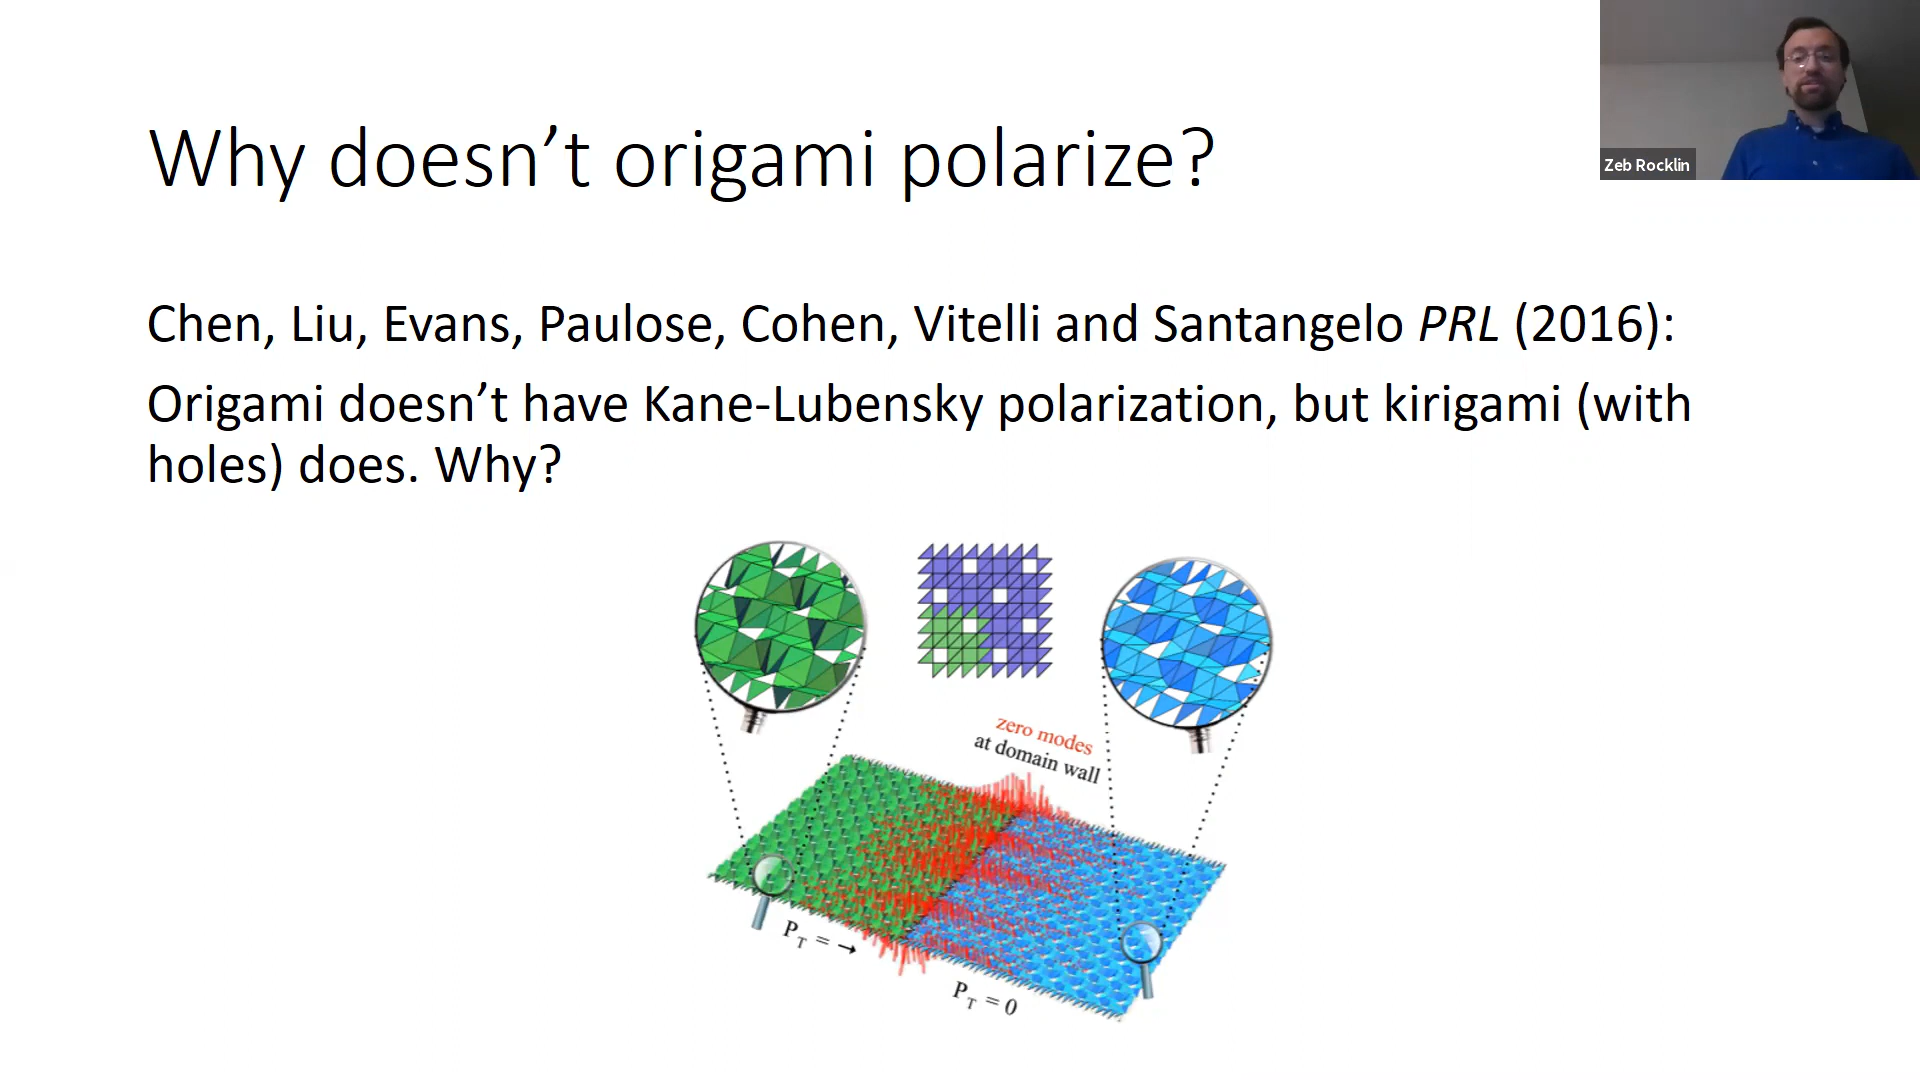 Zeb Rocklin
Why doesn’t origami polarize?
Chen, Liu, Evans, Paulose, Cohen, Vitelli and Santangelo PRL (2016):
Origami doesn’t have Kane-Lubensky polarization, but kirigami (with
holes) does. Why?
zero modes
at domain wall
P_T = →
P_T = 0